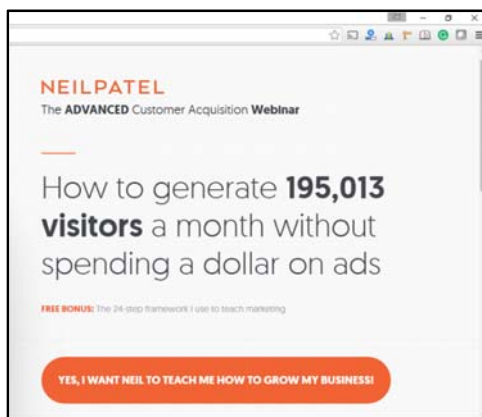 NEILPATEL
The ADVANCED Customer Acquisition Webinar
How to generate 195,013
visitors a month without
spending a dollar on ads
FREE BONUS: The 24-step framework I use to teach marketing
YES, I WANT NEIL TO TEACH ME HOW TO GROW MY BUSINESS!